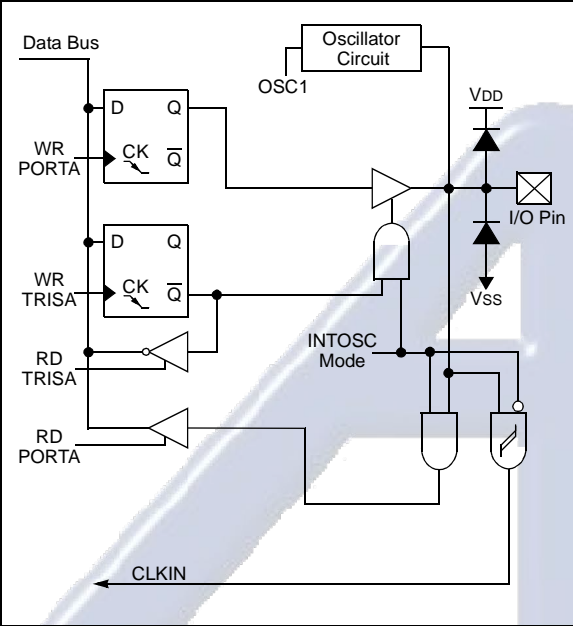 Data Bus
Oscillator
Circuit
OSC1
VDD
D Q
WR
PORTA
CK Q
I/O Pin
D Q
WR
TRISA
CK Q
VSS
INTOSC
Mode
RD
TRISA
RD
PORTA
CLKIN